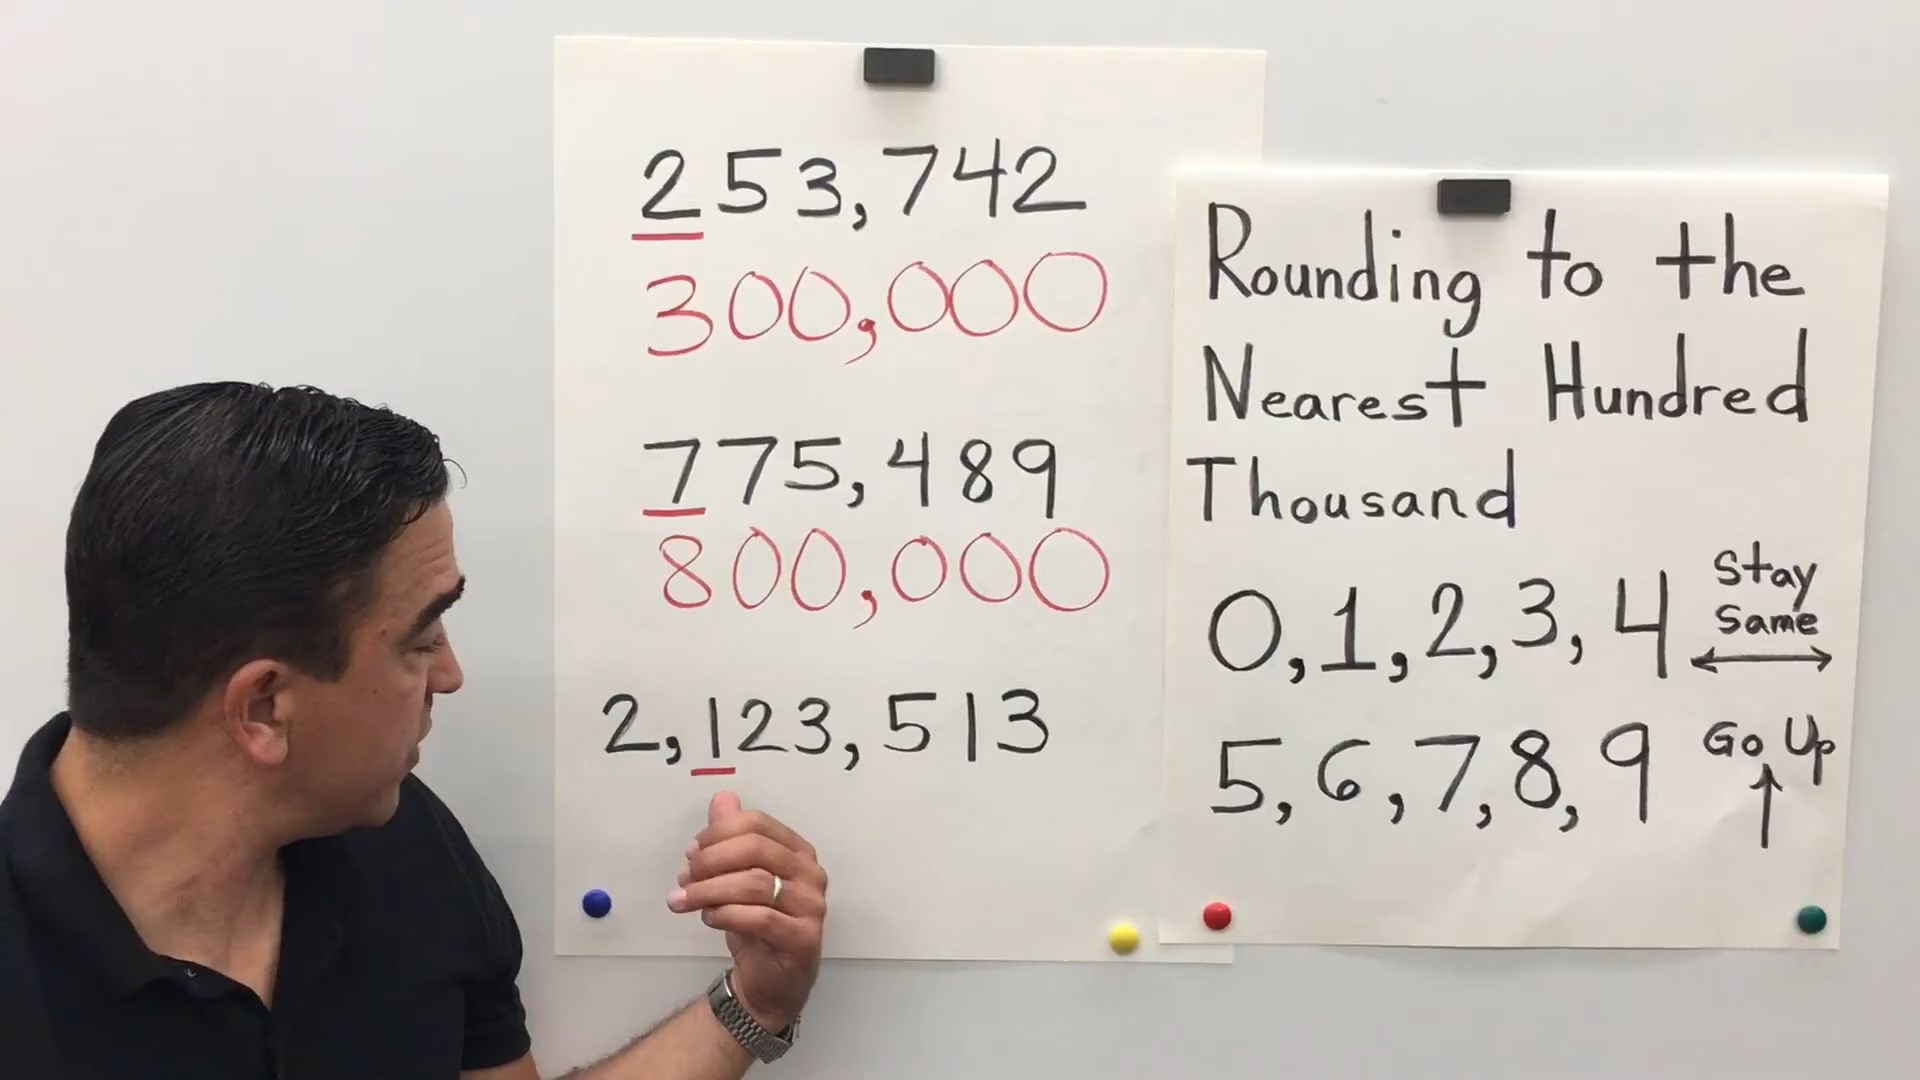 253,742
300,000
775,489
800,000
2,123,513
Rounding to the
Nearest Hundred
Thousand
0,1,2,3,4 Stay Same
5,6,7,8,9 Go Up